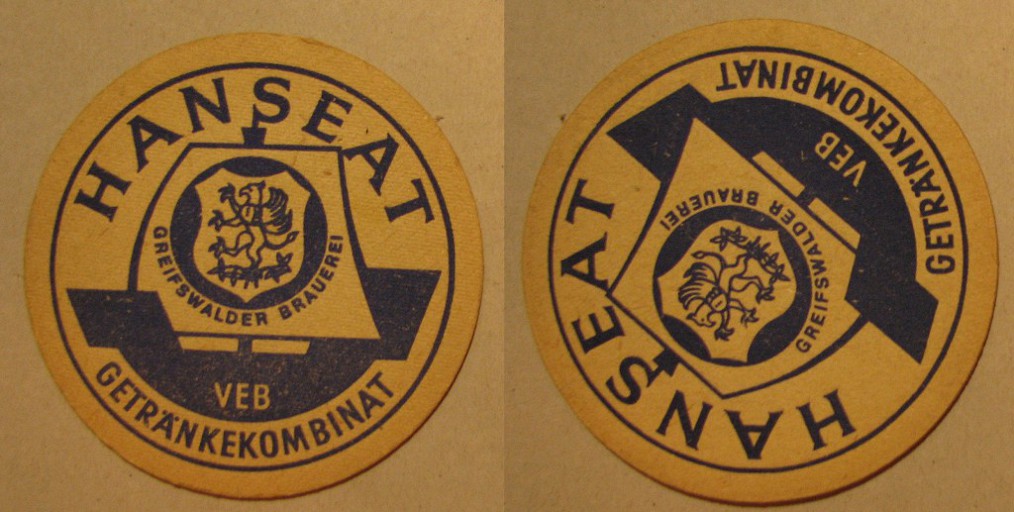 HANSEAT
GREIFSWALDER BRAUEREI
VEB
GETRÄNKEKOMBINAT
HANSEAT
GREIFSWALDER BRAUEREI
VEB
GETRÄNKEKOMBINAT